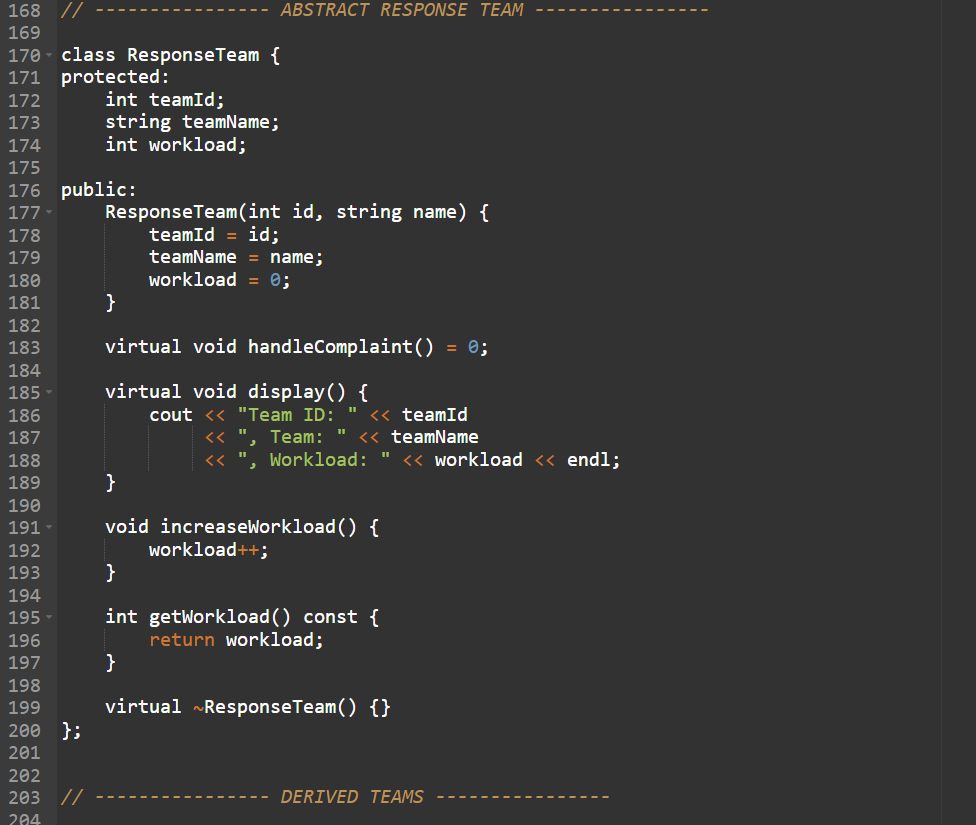 168 // ---------------- ABSTRACT RESPONSE TEAM ----------------
169
170 class ResponseTeam {
171 protected:
172     int teamId;
173     string teamName;
174     int workload;
175
176 public:
177     ResponseTeam(int id, string name) {
178         teamId = id;
179         teamName = name;
180         workload = 0;
181     }
182
183     virtual void handleComplaint() = 0;
184
185     virtual void display() {
186         cout << "Team ID: " << teamId
187              << ", Team: " << teamName
188              << ", Workload: " << workload << endl;
189     }
190
191     void increaseWorkload() {
192         workload++;
193     }
194
195     int getWorkload() const {
196         return workload;
197     }
198
199     virtual ~ResponseTeam() {}
200 };
201
202
203 // ---------------- DERIVED TEAMS ----------------
204